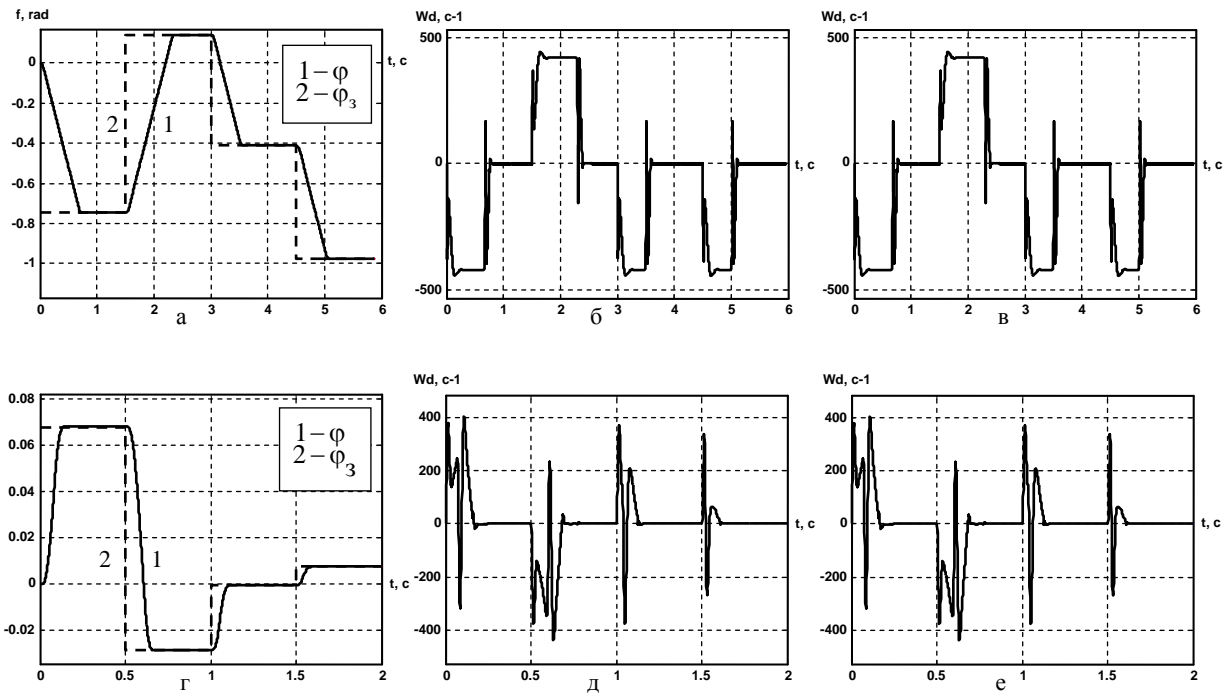 f, rad
0
-0.2
-0.4
-0.6
-0.8
-1
0 1 2 3 4 5 6
t, c
1 – φ
2 – φз
2 1
а
Wd, c-1
500
0
-500
0 1 2 3 4 5 6
t, c
б
Wd, c-1
500
0
-500
0 1 2 3 4 5 6
t, c
в
0.08
0.06
0.04
0.02
0
-0.02
0 0.5 1 1.5 2
t, c
1 – φ
2 – φз
2 1
г
Wd, c-1
400
200
0
-200
-400
0 0.5 1 1.5 2
t, c
д
Wd, c-1
400
200
0
-200
-400
0 0.5 1 1.5 2
t, c
е